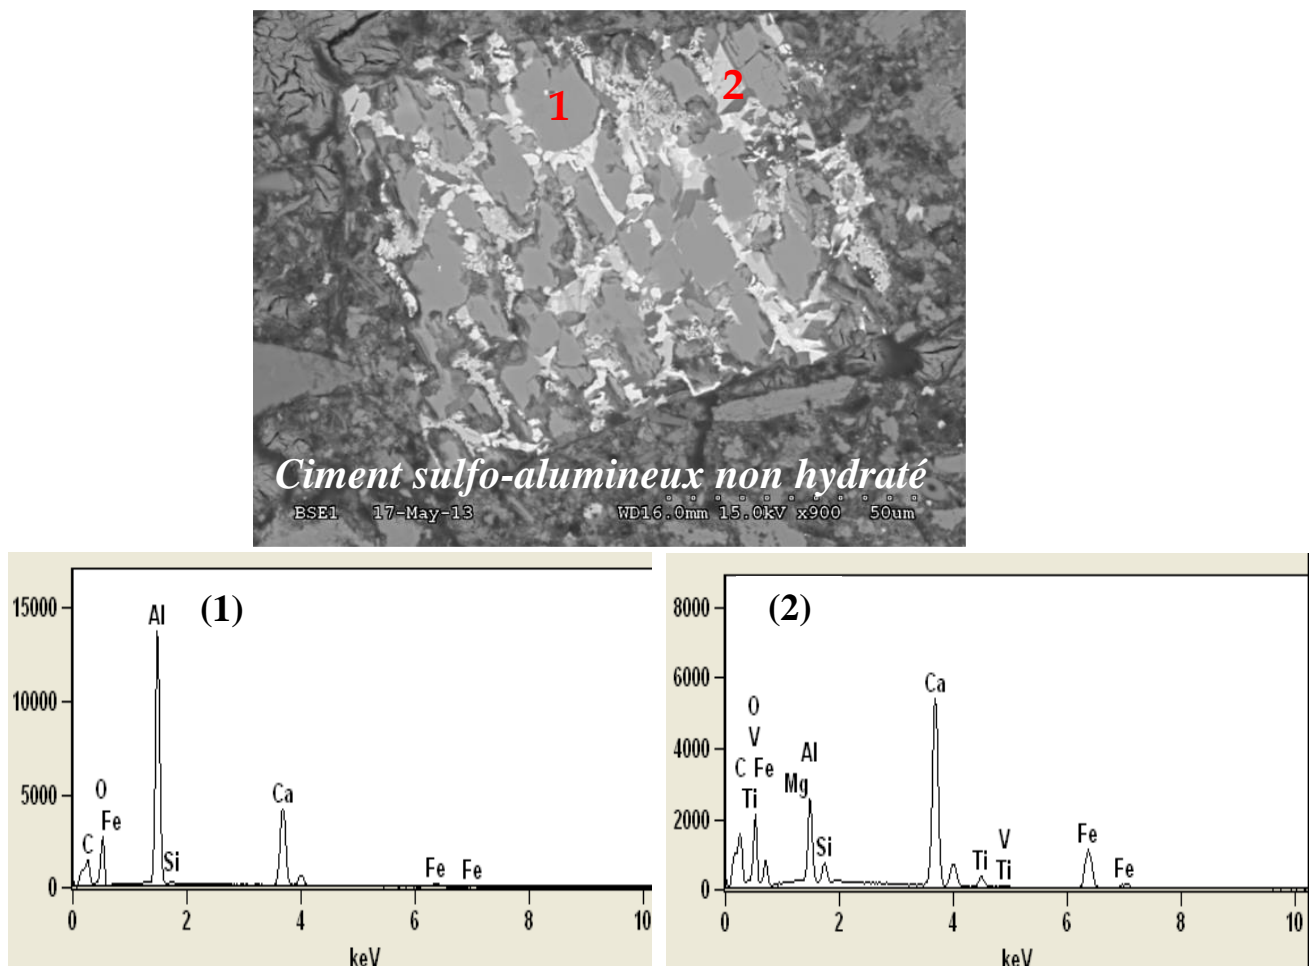 1
2
Ciment sulfo-alumineux non hydraté
BSE1 17-May-13 WD16.0mm 15.0kV x900 50um
(1)
15000
10000
5000
0
Al
O
Fe
C
Si
Ca
Fe
Fe
0 2 4 6 8 10
keV
(2)
8000
6000
4000
2000
0
O
V
C Fe
Ti
Al
Mg
Si
Ca
Ti
V
Ti
Fe
Fe
0 2 4 6 8 10
keV